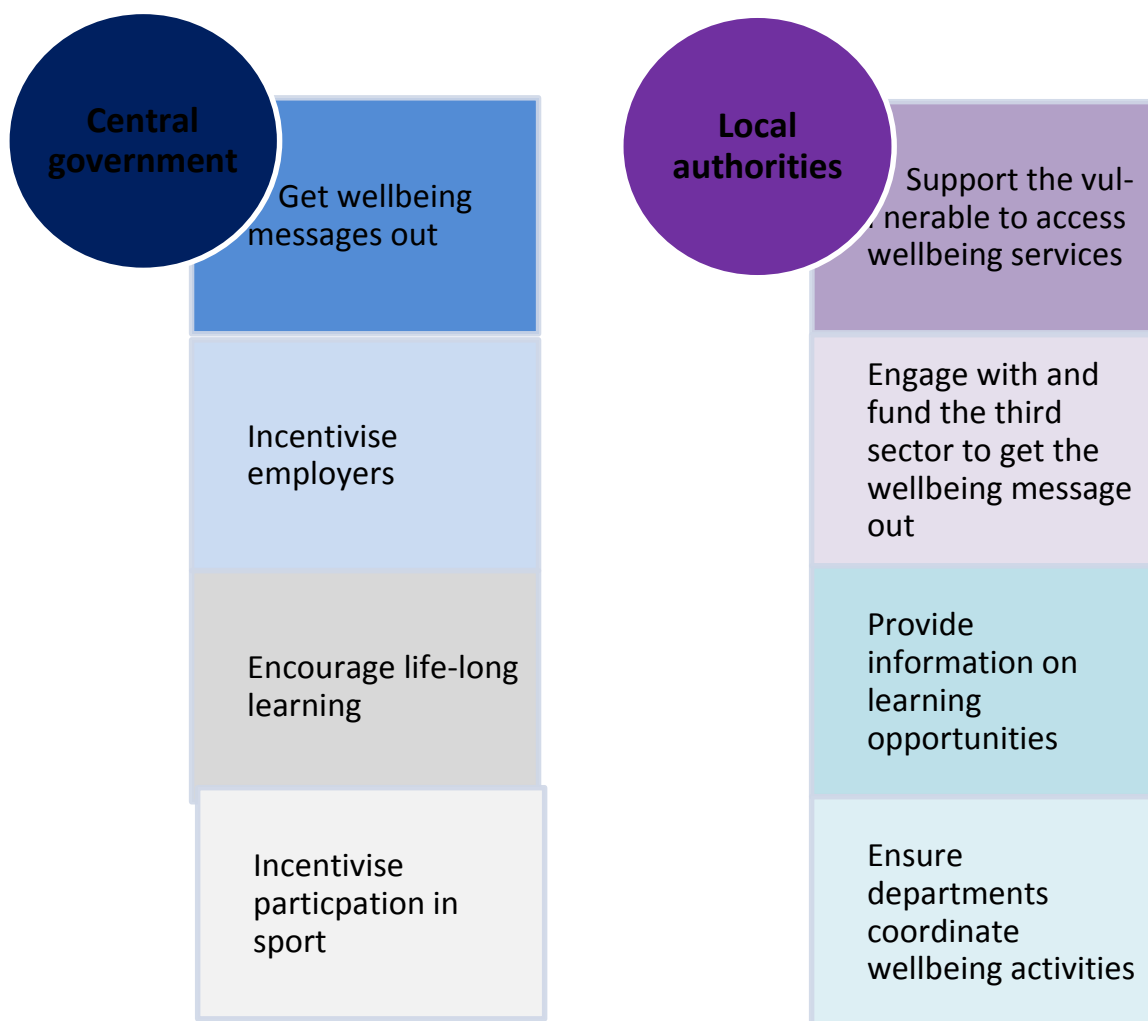 Central
government
Get wellbeing
messages out
Incentivise
employers
Encourage life-long
learning
Incentivise
particpation in
sport
Local
authorities
Support the vul-
nerable to access
wellbeing services
Engage with and
fund the third
sector to get the
wellbeing message
out
Provide
information on
learning
opportunities
Ensure
departments
coordinate
wellbeing activities